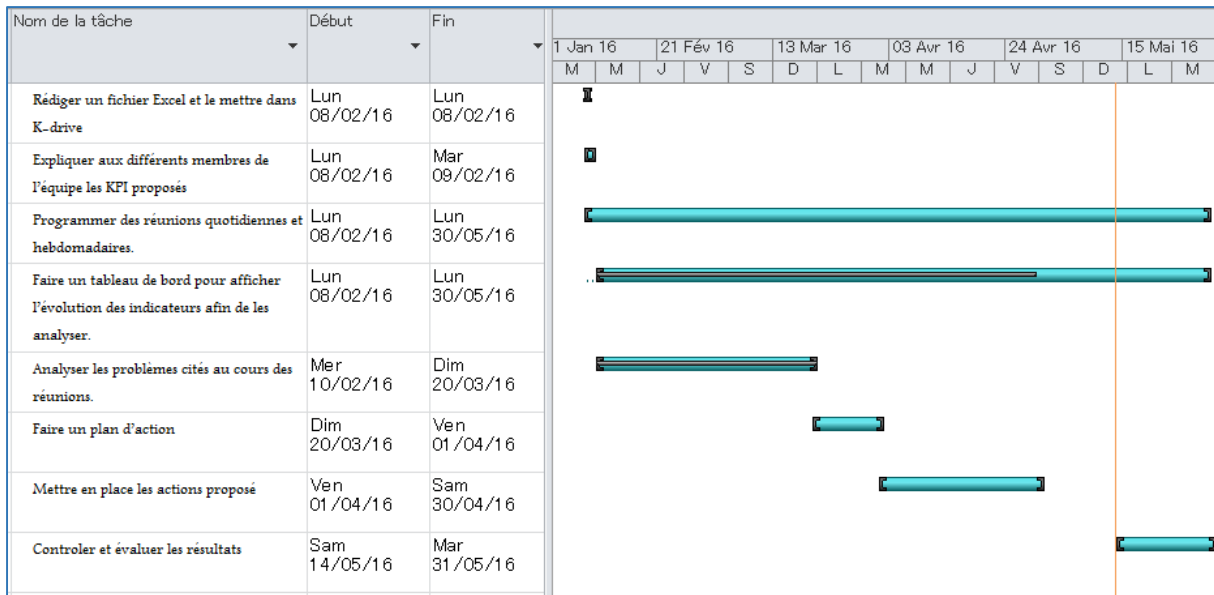 Nom de la tâche Début Fin
1 Jan 16 21 Fév 16 13 Mar 16 03 Avr 16 24 Avr 16 15 Mai 16
M M J V S D L M M J V S D L M
Rédiger un fichier Excel et le mettre dans Lun Lun
K-drive 08/02/16 08/02/16
Expliquer aux différents membres de Lun Mar
l'équipe les KPI proposés 08/02/16 09/02/16
Programmer des réunions quotidiennes et Lun Lun
hebdomadaires. 08/02/16 30/05/16
Faire un tableau de bord pour afficher Lun Lun
l'évolution des indicateurs afin de les 08/02/16 30/05/16
analyser.
Analyser les problèmes cités au cours des Mer Dim
réunions. 10/02/16 20/03/16
Faire un plan d'action Dim Ven
20/03/16 01/04/16
Mettre en place les actions proposé Ven Sam
01/04/16 30/04/16
Controler et évaluer les résultats Sam Mar
14/05/16 31/05/16